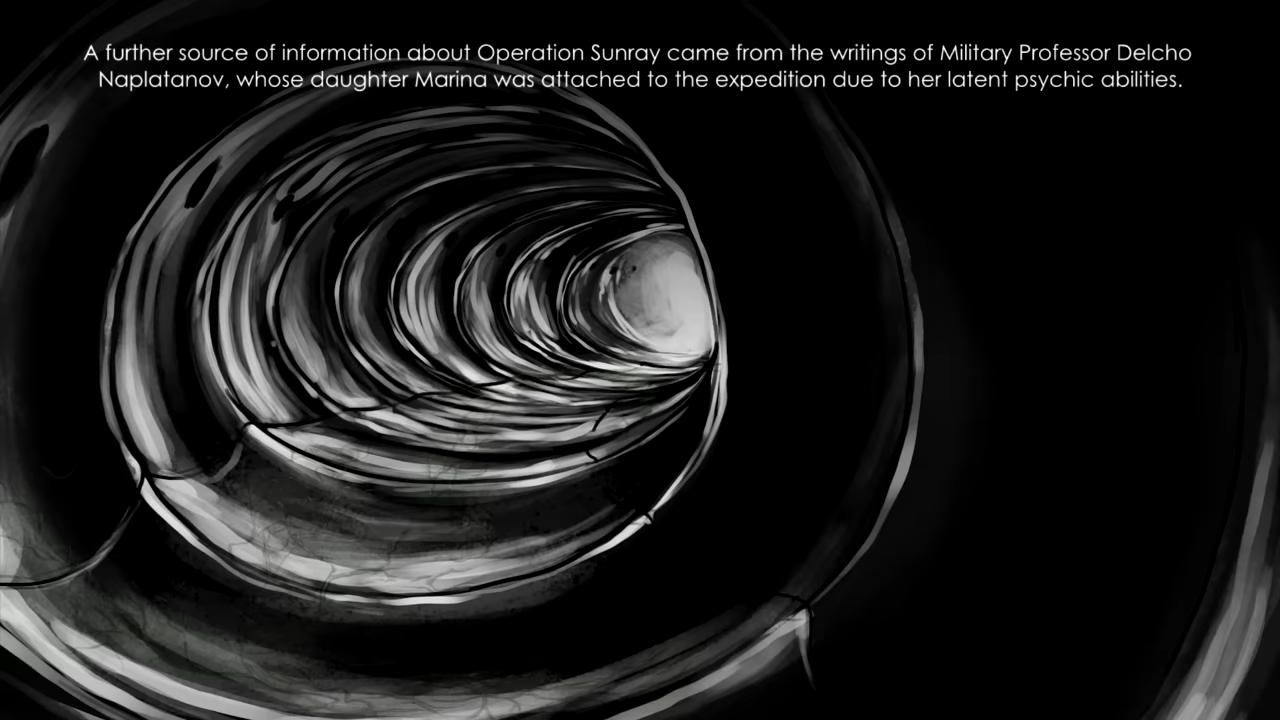 A further source of information about Operation Sunray came from the writings of Military Professor Delcho
Naplatanov, whose daughter Marina was attached to the expedition due to her latent psychic abilities.